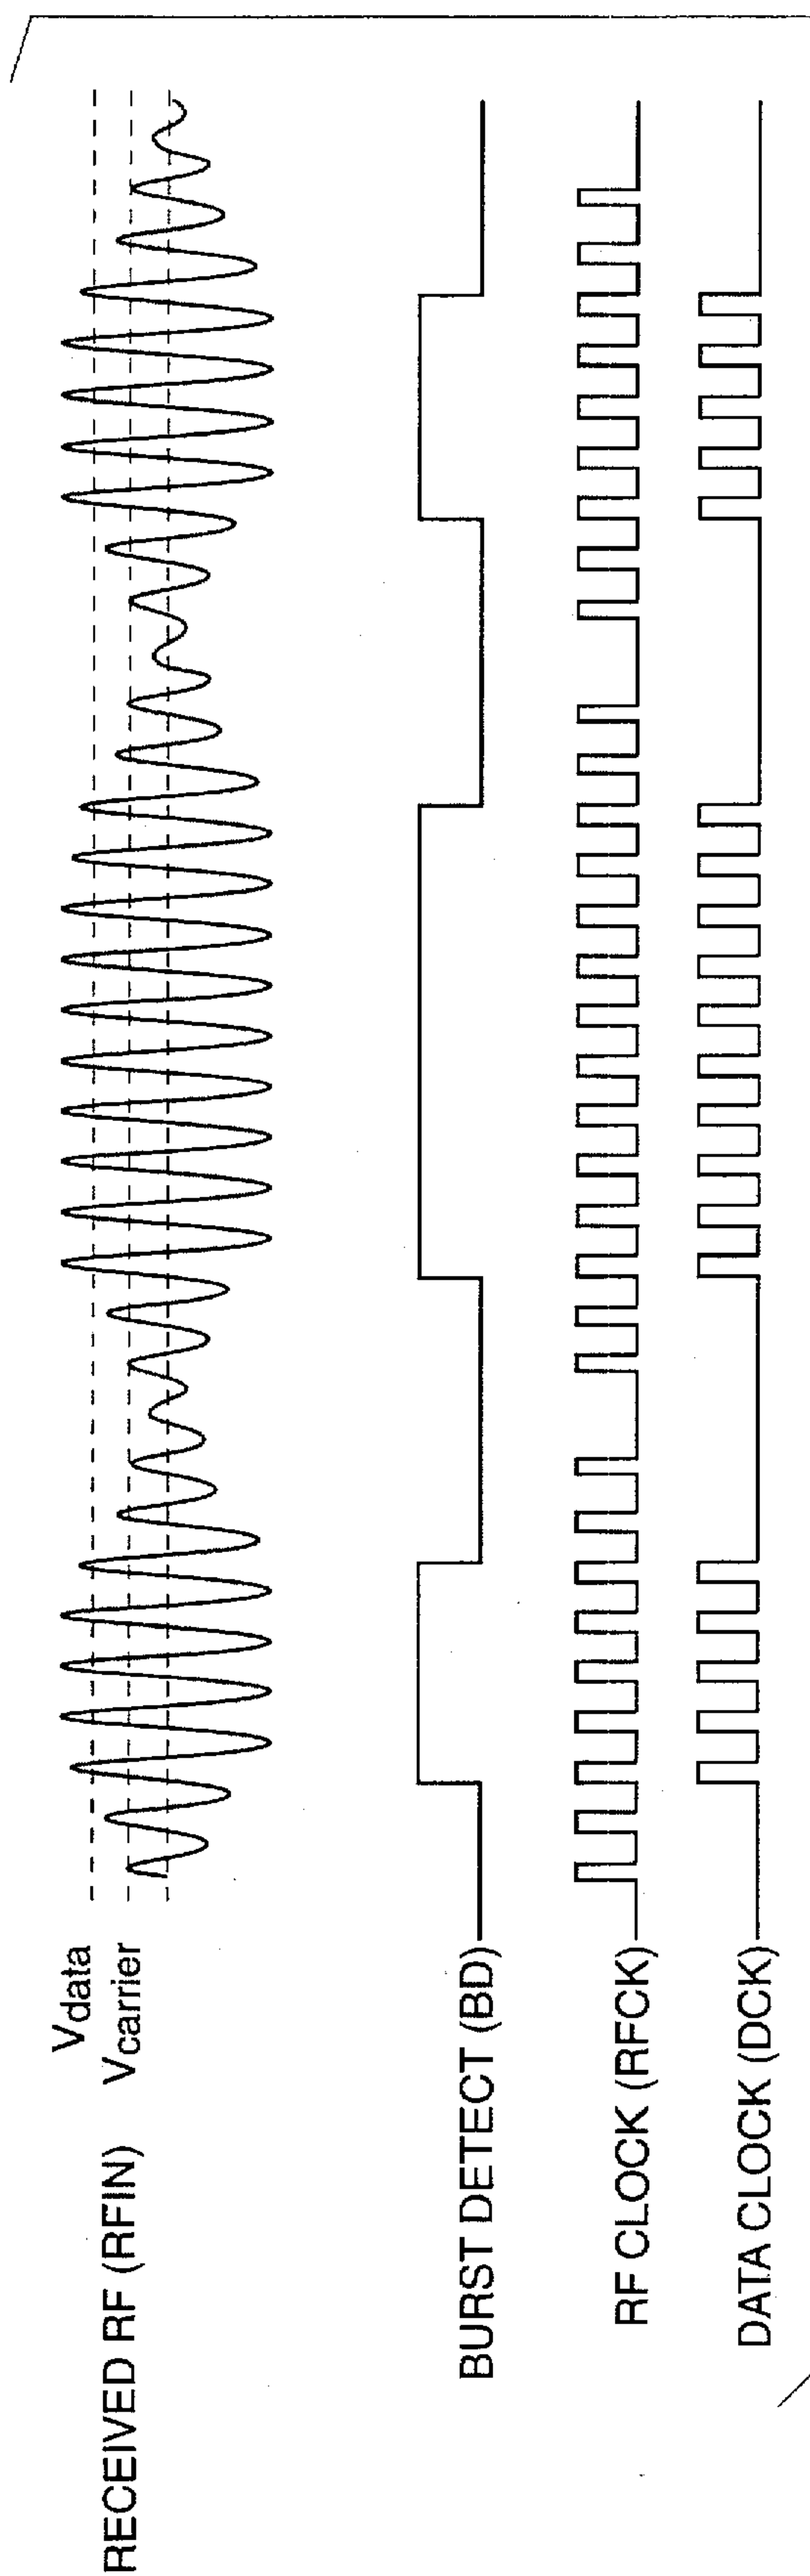 Vdata
RECEIVED RF (RFIN) Vcarrier
BURST DETECT (BD)
RF CLOCK (RFCK)
DATA CLOCK (DCK)